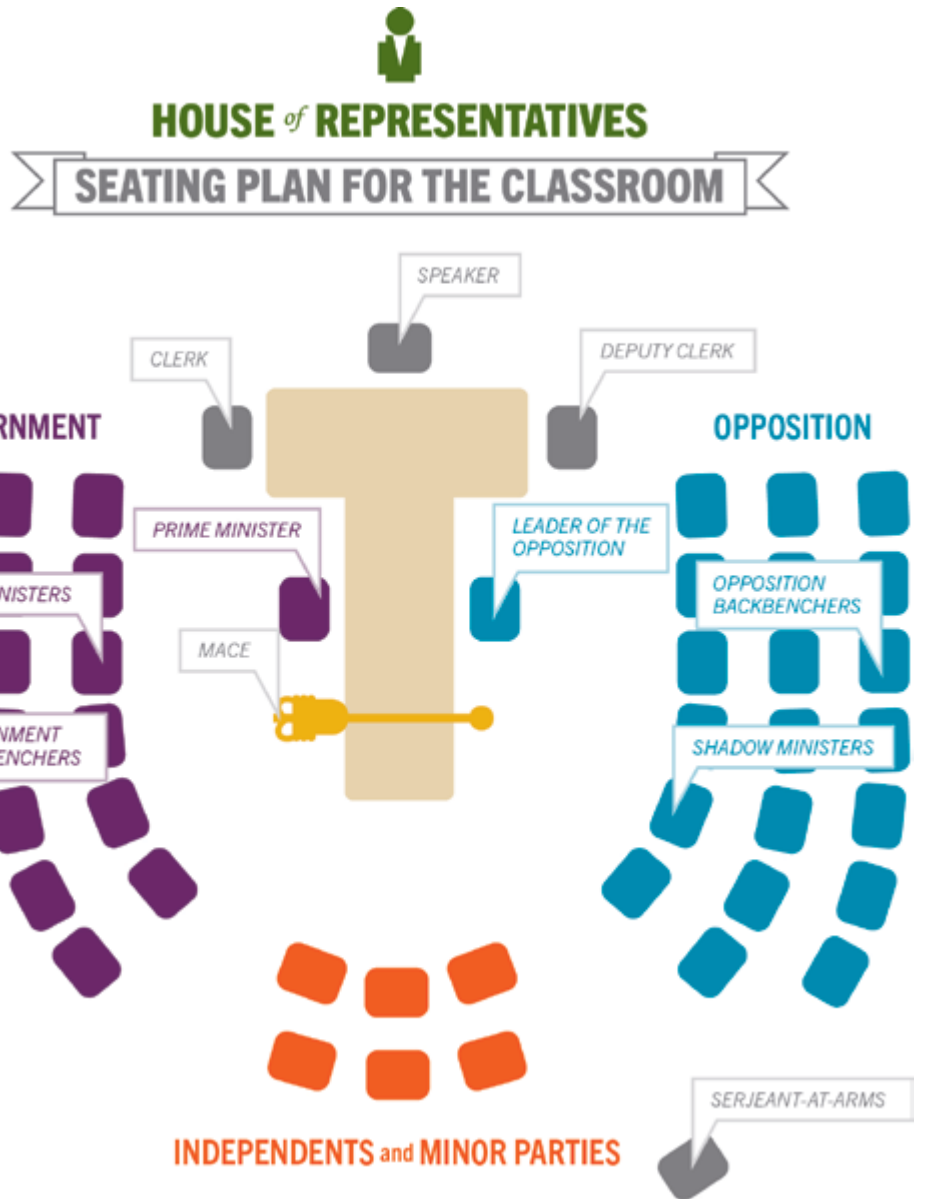 HOUSE of REPRESENTATIVES
SEATING PLAN FOR THE CLASSROOM
SPEAKER
CLERK
DEPUTY CLERK
RNMENT
OPPOSITION
PRIME MINISTER
LEADER OF THE
OPPOSITION
NISTERS
OPPOSITION
BACKBENCHERS
MACE
NMENT
ENCHERS
SHADOW MINISTERS
SERJEANT-AT-ARMS
INDEPENDENTS and MINOR PARTIES